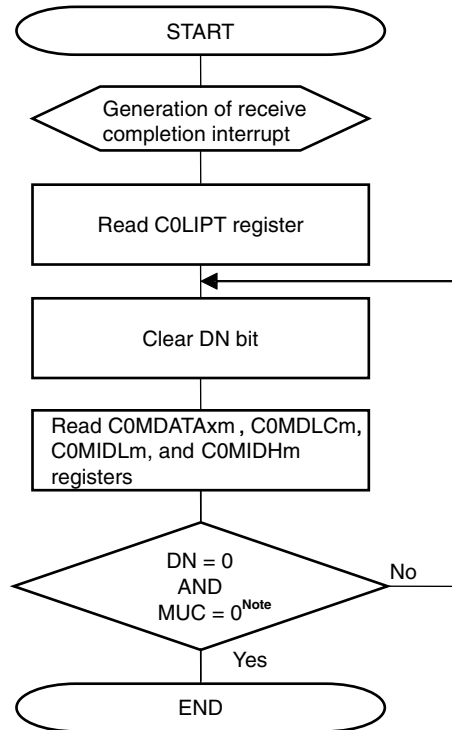 START
Generation of receive
completion interrupt
Read C0LIPT register
Clear DN bit
Read C0MDATAxm , C0MDLCm,
C0MIDLm, and C0MIDHm
registers
DN = 0
AND
MUC = 0Note
No
Yes
END